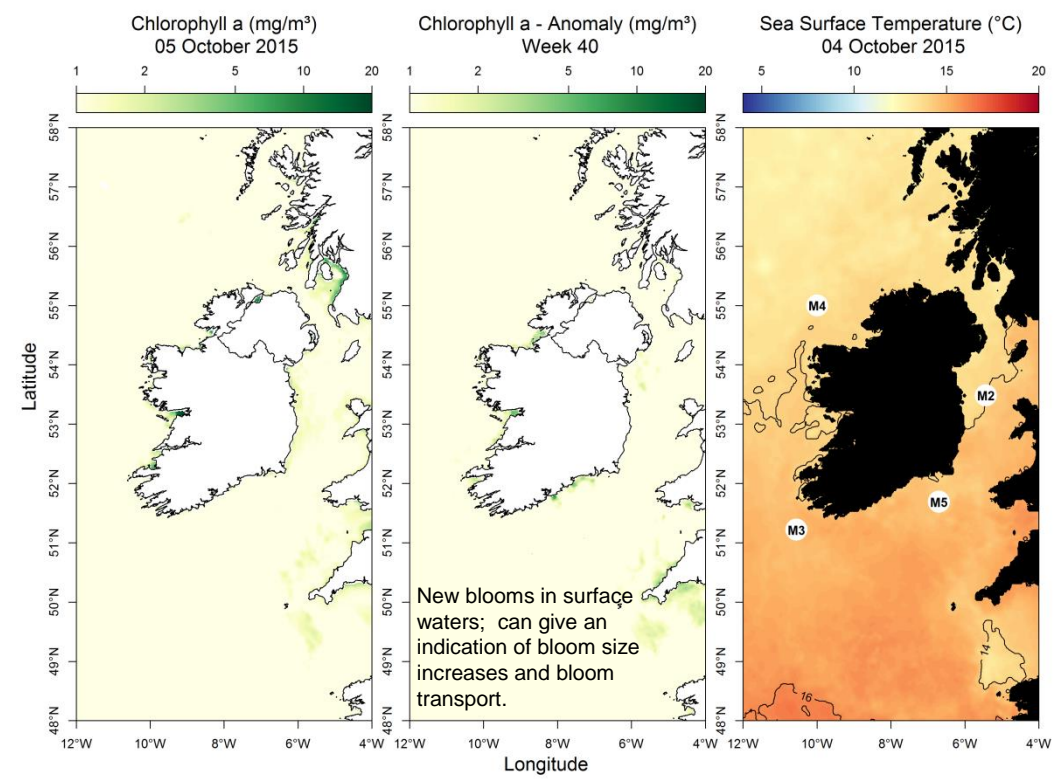 Chlorophyll a (mg/m³)
05 October 2015
1 2 5 10 20
Chlorophyll a - Anomaly (mg/m³)
Week 40
1 2 5 10 20
Sea Surface Temperature (°C)
04 October 2015
5 10 15 20
Latitude
58°N
57°N
56°N
55°N
54°N
53°N
52°N
51°N
50°N
49°N
48°N
12°W 10°W 8°W 6°W 4°W
58°N
57°N
56°N
55°N
54°N
53°N
52°N
51°N
50°N
49°N
48°N
New blooms in surface
waters; can give an
indication of bloom size
increases and bloom
transport.
12°W 10°W 8°W 6°W 4°W
58°N
57°N
56°N
55°N
54°N
53°N
52°N
51°N
50°N
49°N
48°N
M4
M2
M5
M3
14
16
12°W 10°W 8°W 6°W 4°W
Longitude